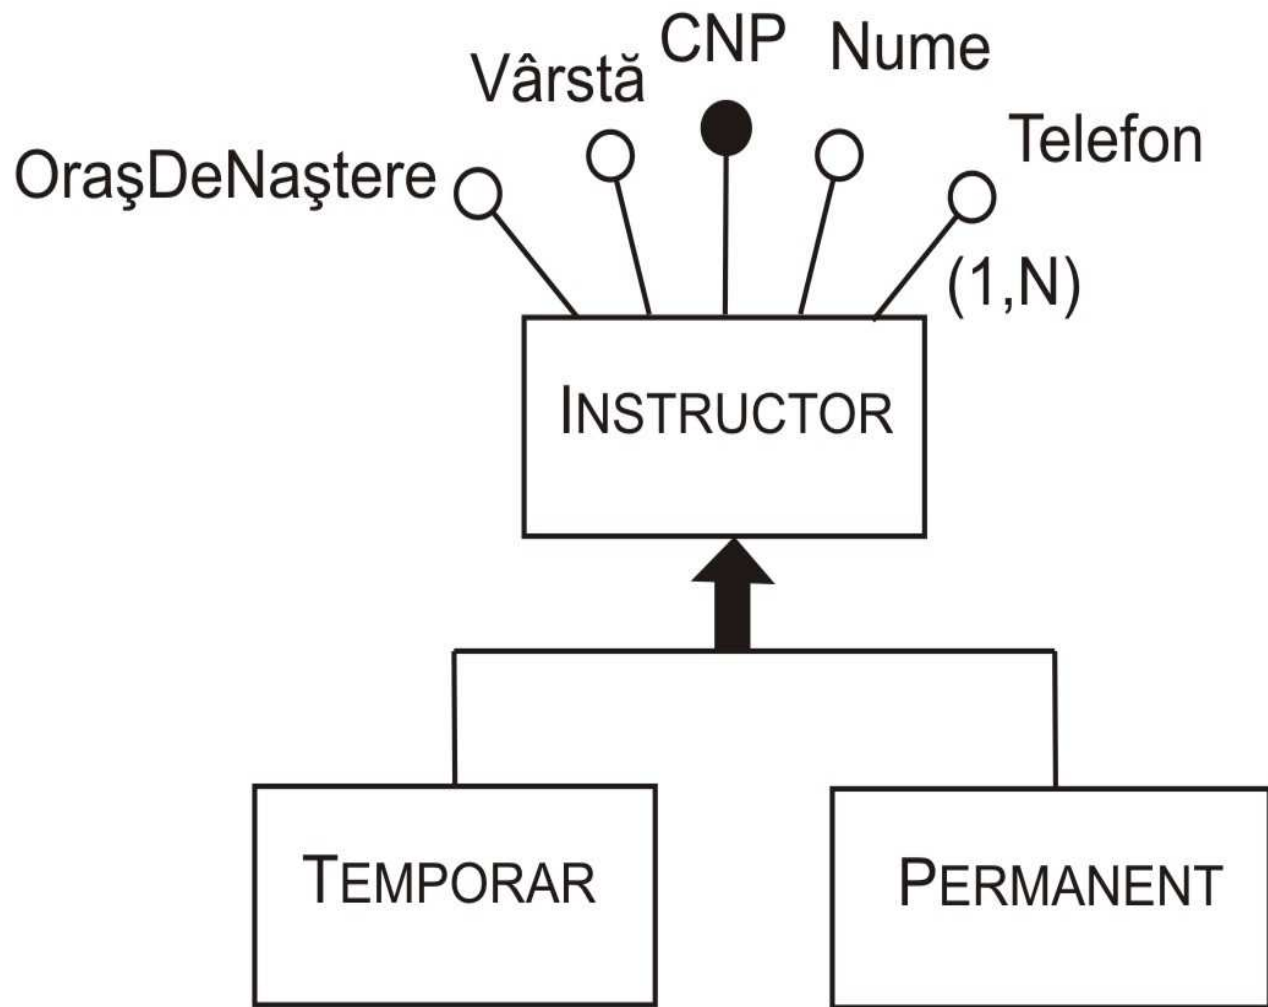 CNP
Nume
Vârstă
Telefon
OraşDeNaştere
(1,N)
INSTRUCTOR
TEMPORAR
PERMANENT